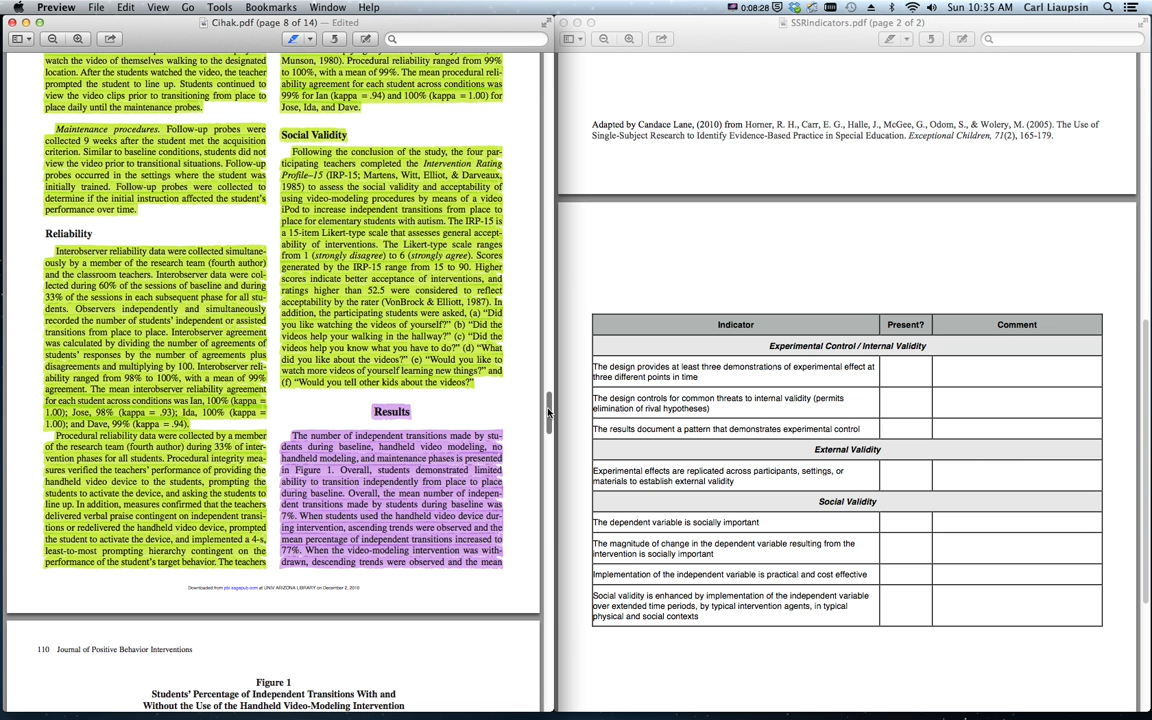 Preview File Edit View Go Tools Bookmarks Window Help 0:08:28 Sun 10:35 AM Carl Liaupsin
Cihak.pdf (page 8 of 14) — Edited
watch the video of themselves walking to the designated
location. After the students watched the video, the teacher
prompted the student to line up. Students continued to
view the video clips prior to transitioning from place to
place daily until the maintenance probes.
Maintenance procedures. Follow-up probes were
collected 9 weeks after the student met the acquisition
criterion. Similar to baseline conditions, students did not
view the video prior to transitional situations. Follow-up
probes occurred in the settings where the student was
initially trained. Follow-up probes were collected to
determine if the initial instruction affected the student's
performance over time.
Reliability
Interobserver reliability data were collected simultane-
ously by a member of the research team (fourth author)
and the classroom teachers. Interobserver data were col-
lected during 60% of the sessions of baseline and during
33% of the sessions in each subsequent phase for all stu-
dents. Observers independently and simultaneously
recorded the number of students' independent or assisted
transitions from place to place. Interobserver agreement
was calculated by dividing the number of agreements of
students' responses by the number of agreements plus
disagreements and multiplying by 100. Interobserver reli-
ability ranged from 98% to 100%, with a mean of 99%
agreement. The mean interobserver reliability agreement
for each student across conditions was Ian, 100% (kappa =
1.00); Jose, 98% (kappa = .93); Ida, 100% (kappa =
1.00; and Dave, 99% (kappa = .94).
Procedural reliability data were collected by a member
of the research team (fourth author) during 33% of inter-
vention phases for all students. Procedural integrity mea-
sures verified the teachers' performance of providing the
handheld video device to the students, prompting the
students to activate the device, and asking the students to
line up. In addition, measures confirmed that the teachers
delivered verbal praise contingent on independent transi-
tions or redelivered the handheld video device, prompted
the student to activate the device, and implemented a 4-s,
least-to-most prompting hierarchy contingent on the
performance of the student's target behavior. The teachers
Munson, 1980). Procedural reliability ranged from 99%
to 100%, with a mean of 99%. The mean procedural reli-
ability agreement for each student across conditions was
99% for Ian (kappa = .94) and 100% (kappa = 1.00) for
Jose, Ida, and Dave.
Social Validity
Following the conclusion of the study, the four par-
ticipating teachers completed the Intervention Rating
Profile–15 (IRP-15; Martens, Witt, Elliot, & Darveaux,
1985) to assess the social validity and acceptability of
using video-modeling procedures by means of a video
iPod to increase independent transitions from place to
place for elementary students with autism. The IRP-15 is
a 15-item Likert-type scale that assesses general accept-
ability of interventions. The Likert-type scale ranges
from 1 (strongly disagree) to 6 (strongly agree). Scores
generated by the IRP-15 range from 15 to 90. Higher
scores indicate better acceptance of interventions, and
ratings higher than 52.5 were considered to reflect
acceptability by the rater (VonBrock & Elliott, 1987). In
addition, the participating students were asked, (a) "Did
you like watching the videos of yourself?" (b) "Did the
videos help your walking in the hallway?" (c) "Did the
videos help you know what you have to do?" (d) "What
did you like about the videos?" (e) "Would you like to
watch more videos of yourself learning new things?" and
(f) "Would you tell other kids about the videos?"
Results
The number of independent transitions made by stu-
dents during baseline, handheld video modeling, no
handheld modeling, and maintenance phases is presented
in Figure 1. Overall, students demonstrated limited
ability to transition independently from place to place
during baseline. Overall, the mean number of indepen-
dent transitions made by students during baseline was
7%. When students used the handheld video device dur-
ing intervention, ascending trends were observed and the
mean percentage of independent transitions increased to
77%. When the video-modeling intervention was with-
drawn, descending trends were observed and the mean
Downloaded from pbi.sagepub.com at UNIV ARIZONA LIBRARY on December 2, 2010
110 Journal of Positive Behavior Interventions
Figure 1
Students' Percentage of Independent Transitions With and
Without the Use of the Handheld Video-Modeling Intervention
SSRIndicators.pdf (page 2 of 2)
Adapted by Candace Lane, (2010) from Horner, R. H., Carr, E. G., Halle, J., McGee, G., Odom, S., & Wolery, M. (2005). The Use of
Single-Subject Research to Identify Evidence-Based Practice in Special Education. Exceptional Children, 71(2), 165-179.
Indicator Present? Comment
Experimental Control / Internal Validity
The design provides at least three demonstrations of experimental effect at
three different points in time
The design controls for common threats to internal validity (permits
elimination of rival hypotheses)
The results document a pattern that demonstrates experimental control
External Validity
Experimental effects are replicated across participants, settings, or
materials to establish external validity
Social Validity
The dependent variable is socially important
The magnitude of change in the dependent variable resulting from the
intervention is socially important
Implementation of the independent variable is practical and cost effective
Social validity is enhanced by implementation of the independent variable
over extended time periods, by typical intervention agents, in typical
physical and social contexts